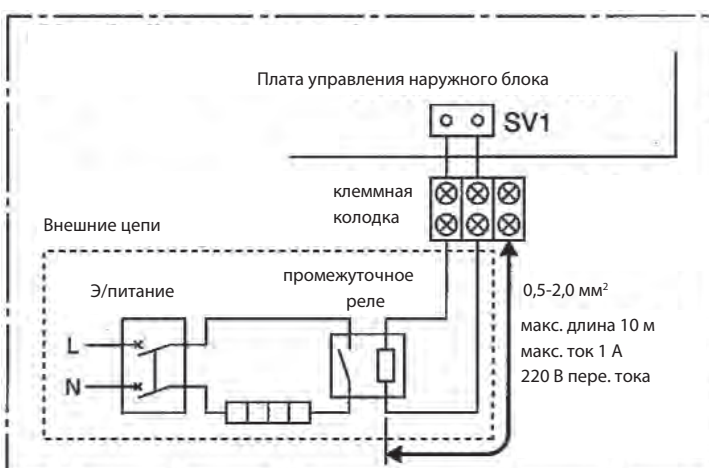 Плата управления наружного блока
SV1
клеммная
колодка
Внешние цепи
Э/питание
промежуточное
реле
0,5-2,0 мм²
макс. длина 10 м
макс. ток 1 А
220 В пере. тока
L
N